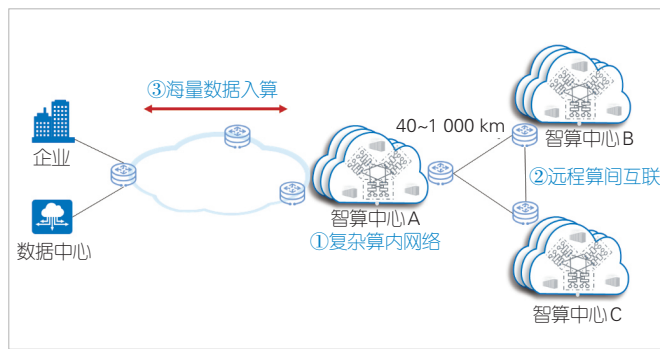 ③海量数据入算
企业
数据中心
智算中心A
①复杂算内网络
40~1 000 km
智算中心B
②远程算间互联
智算中心C